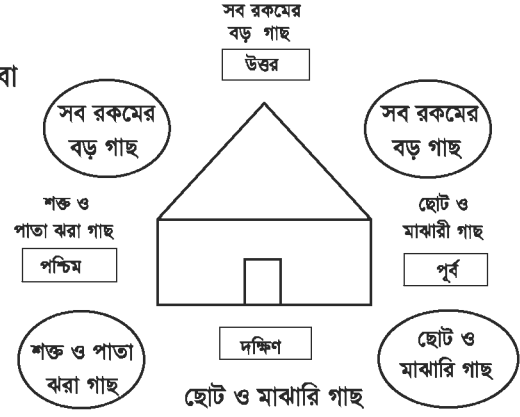 সব রকমের
বড় গাছ
উত্তর
বা
সব রকমের
বড় গাছ
সব রকমের
বড় গাছ
শক্ত ও
পাতা ঝরা গাছ
পশ্চিম
ছোট ও
মাঝারী গাছ
পূর্ব
শক্ত ও পাতা
ঝরা গাছ
দক্ষিণ
ছোট ও মাঝারি গাছ
ছোট ও
মাঝারি গাছ